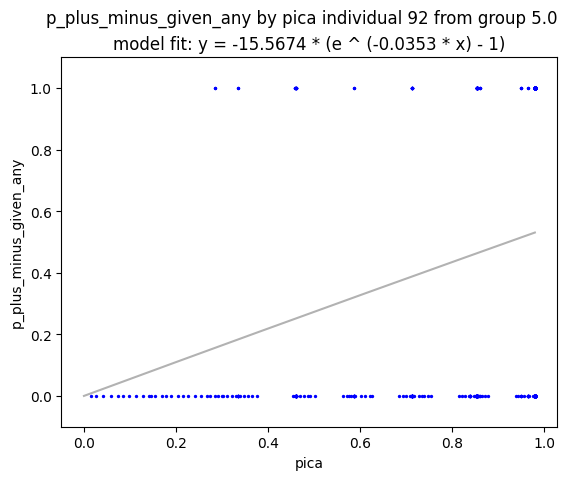 p_plus_minus_given_any by pica individual 92 from group 5.0
model fit: y = -15.5674 * (e ^ (-0.0353 * x) - 1)
p_plus_minus_given_any
1.0
0.8
0.6
0.4
0.2
0.0
0.0 0.2 0.4 0.6 0.8 1.0
pica